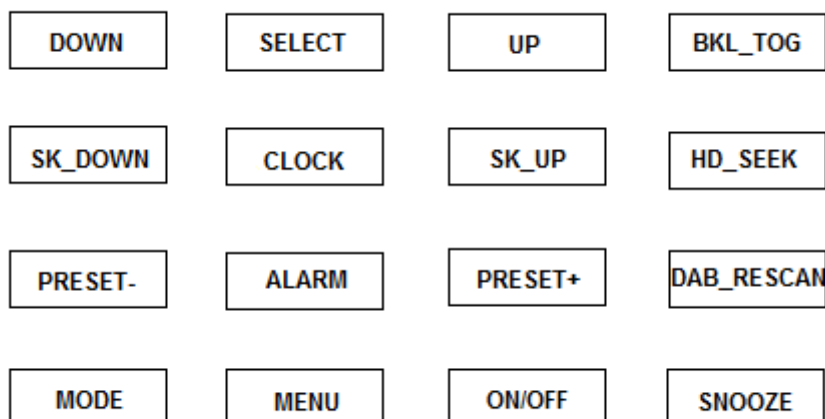 DOWN
SELECT
UP
BKL_TOG
SK_DOWN
CLOCK
SK_UP
HD_SEEK
PRESET-
ALARM
PRESET+
DAB_RESCAN
MODE
MENU
ON/OFF
SNOOZE